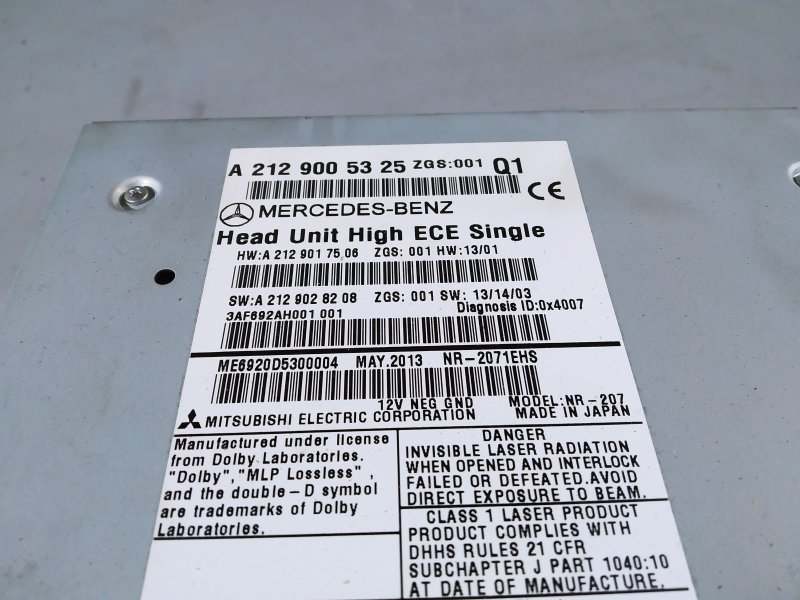 A 212 900 53 25 ZGS:001 Q1
CE
MERCEDES-BENZ
Head Unit High ECE Single
HW:A 212 901 75 06 ZGS: 001 HW:13/01
SW:A 212 902 82 08 ZGS: 001 SW: 13/14/03
3AF692AH001 001 Diagnosis ID:0x4007
ME6920D5300004 MAY.2013 NR-2071EHS
12V NEG GND MODEL:NR-207
MITSUBISHI ELECTRIC CORPORATION MADE IN JAPAN
Manufactured under license
from Dolby Laboratories.
"Dolby","MLP Lossless",
and the double-D symbol
are trademarks of Dolby
Laboratories.
DANGER
INVISIBLE LASER RADIATION
WHEN OPENED AND INTERLOCK
FAILED OR DEFEATED.AVOID
DIRECT EXPOSURE TO BEAM.
CLASS 1 LASER PRODUCT
PRODUCT COMPLIES WITH
DHHS RULES 21 CFR
SUBCHAPTER J PART 1040:10
AT DATE OF MANUFACTURE.